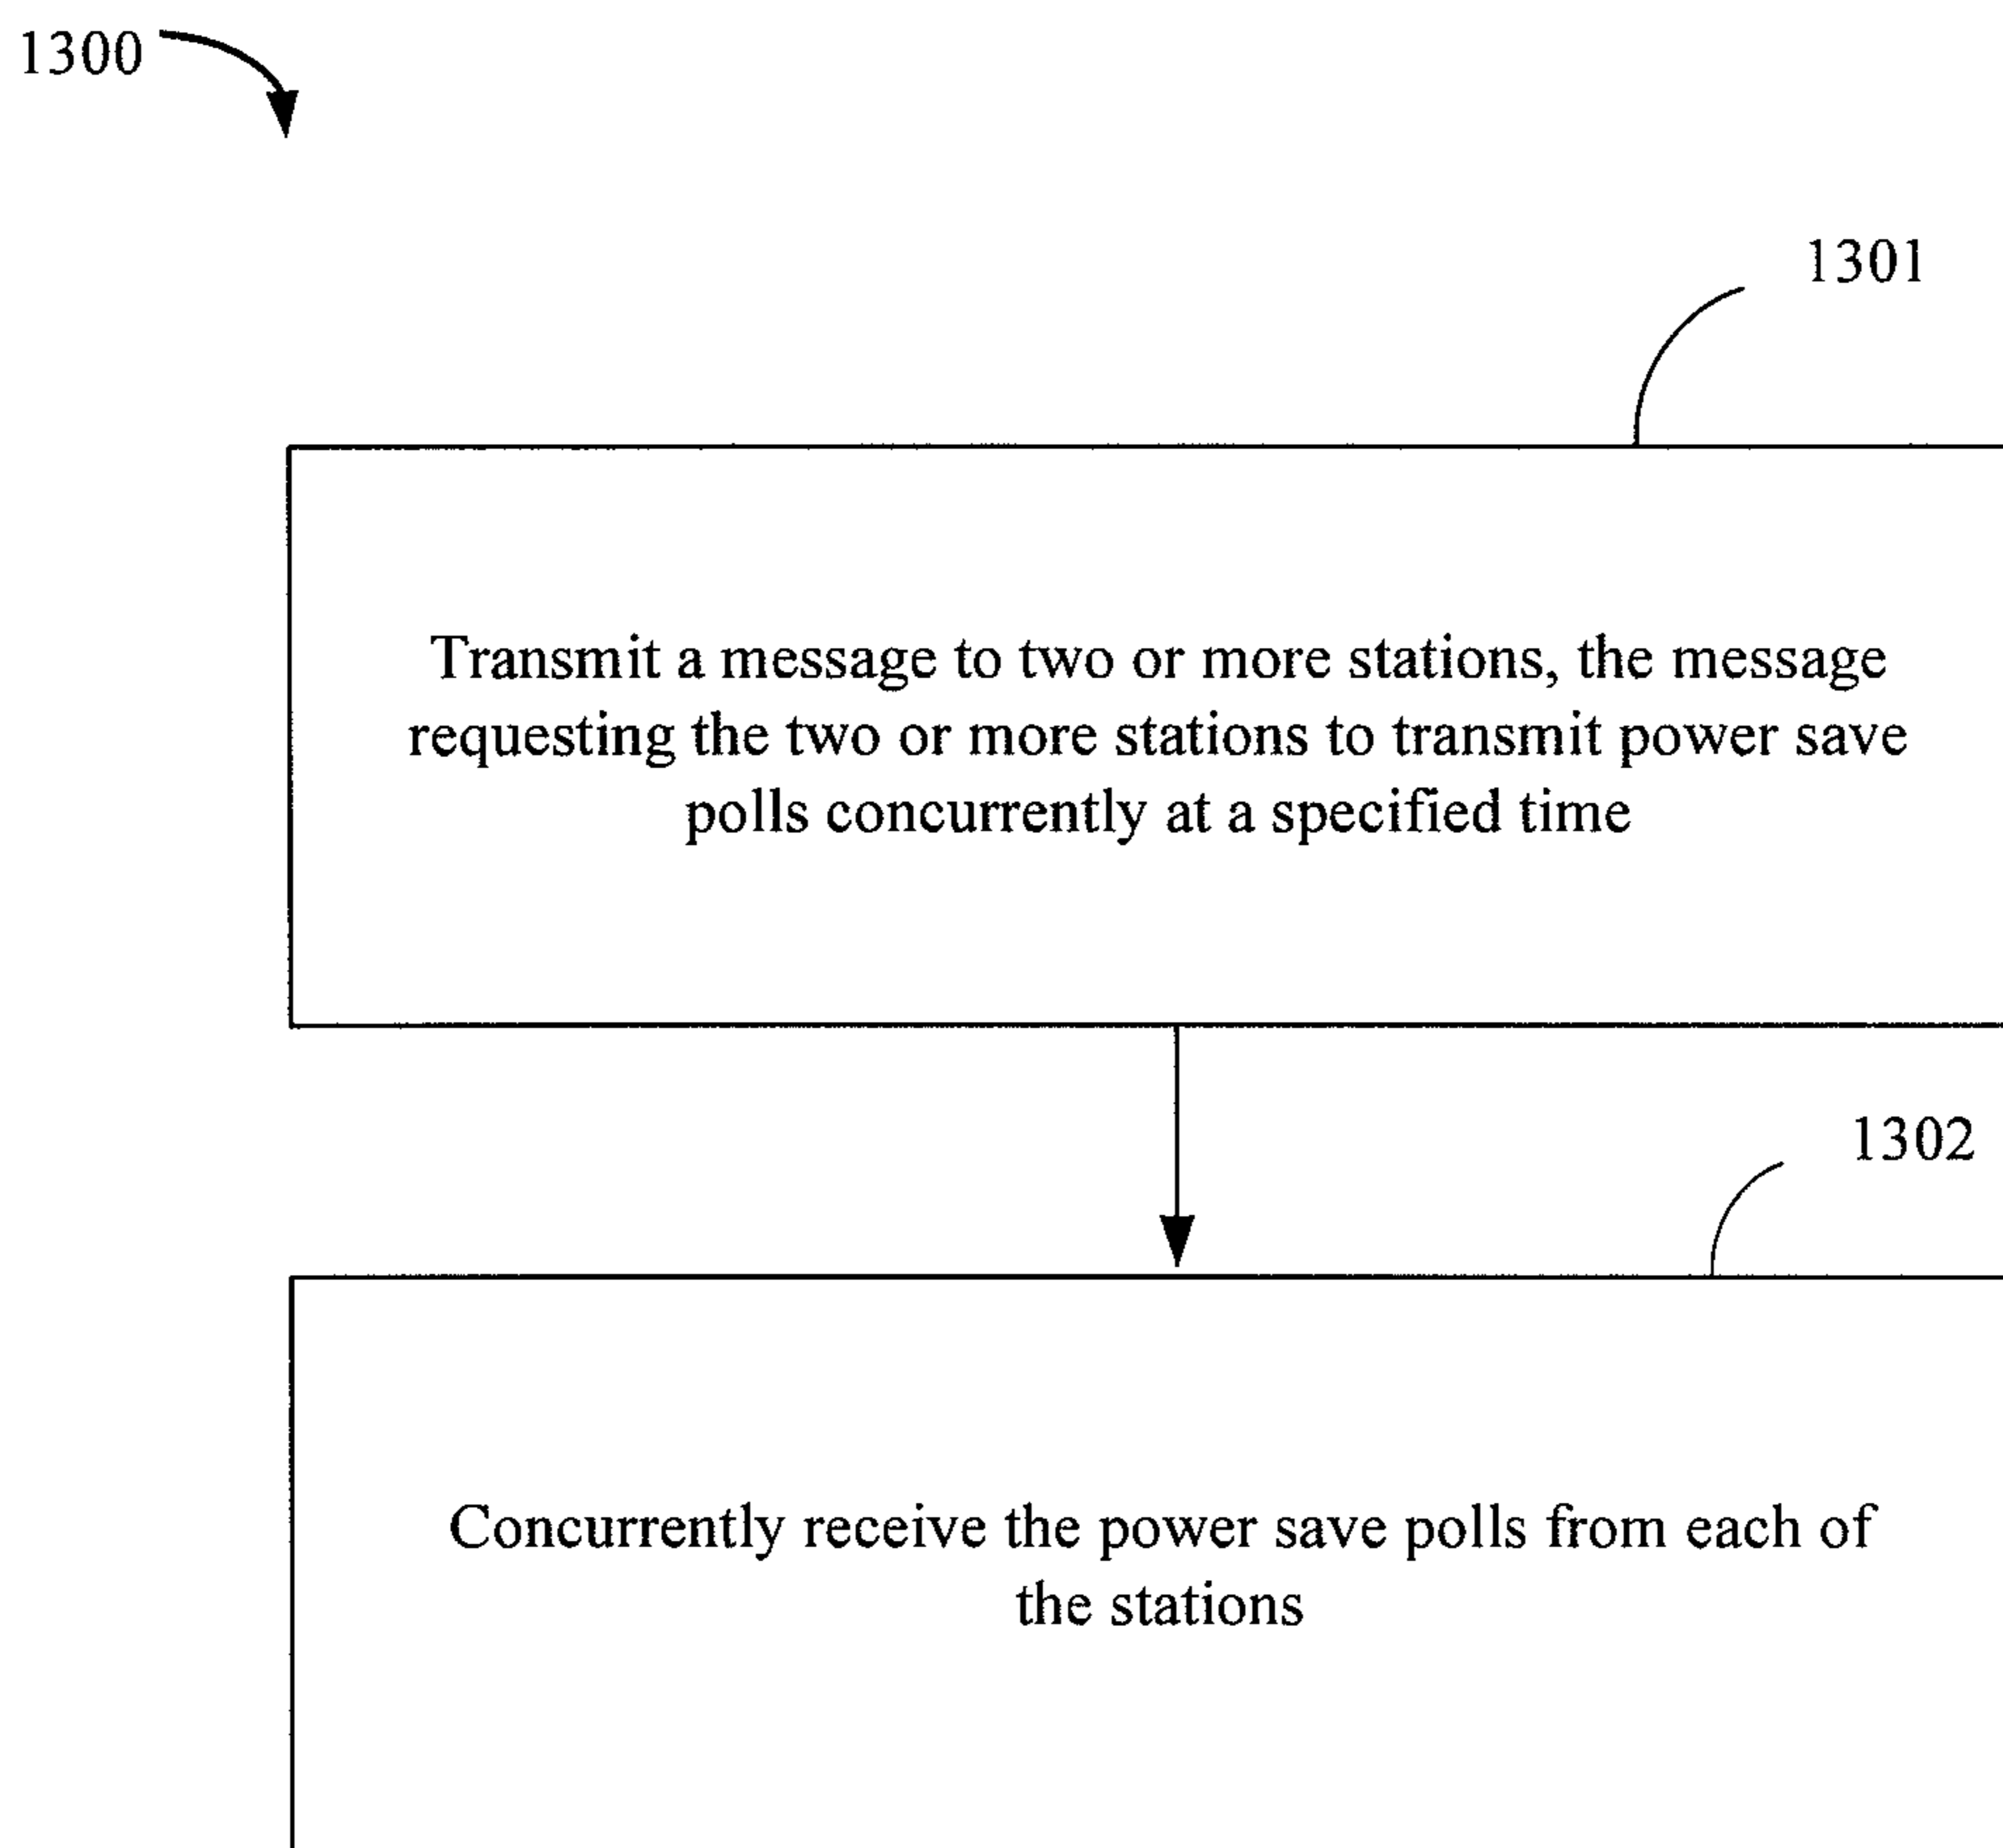 1300
1301
Transmit a message to two or more stations, the message
requesting the two or more stations to transmit power save
polls concurrently at a specified time
1302
Concurrently receive the power save polls from each of
the stations